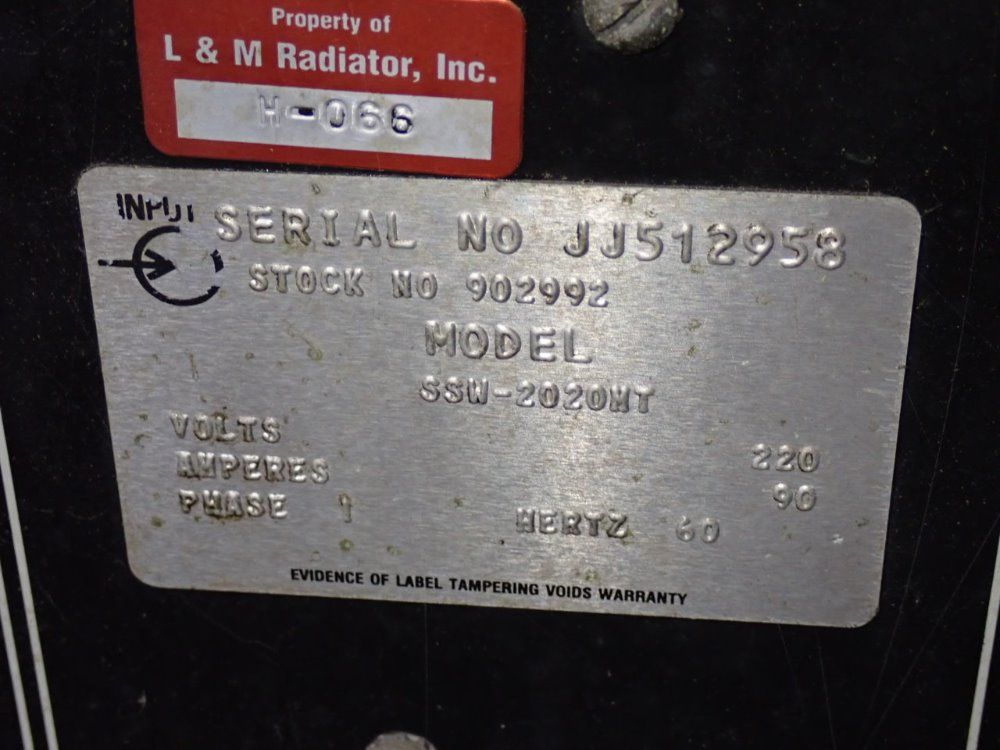 Property of
L & M Radiator, Inc.
H-066
INPUT
SERIAL NO JJ512958
STOCK NO 902992
MODEL
SSW-2020MT
VOLTS 220
AMPERES 90
PHASE 1 HERTZ 60
EVIDENCE OF LABEL TAMPERING VOIDS WARRANTY